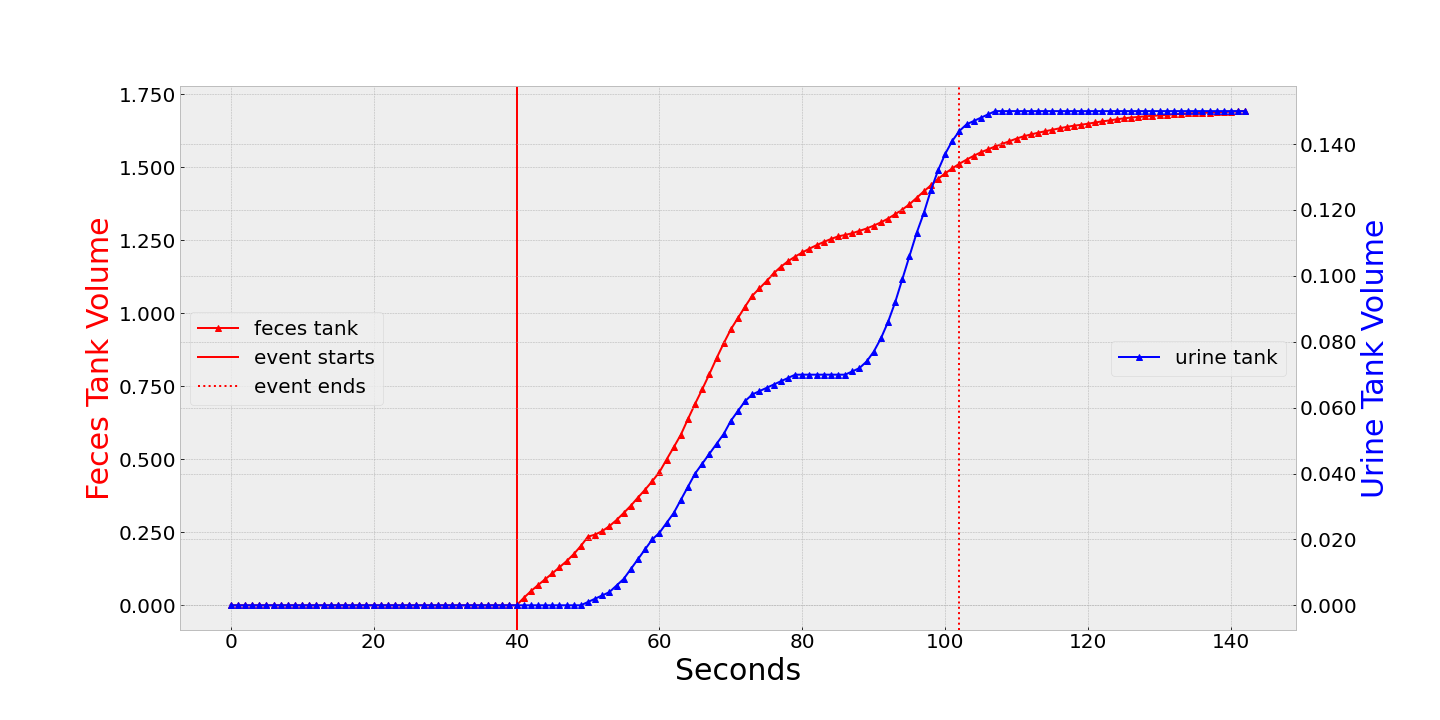 1.750
1.500
1.250
1.000
0.750
0.500
0.250
0.000
Feces Tank Volume
feces tank
event starts
event ends
urine tank
0.140
0.120
0.100
0.080
0.060
0.040
0.020
0.000
Urine Tank Volume
0 20 40 60 80 100 120 140
Seconds